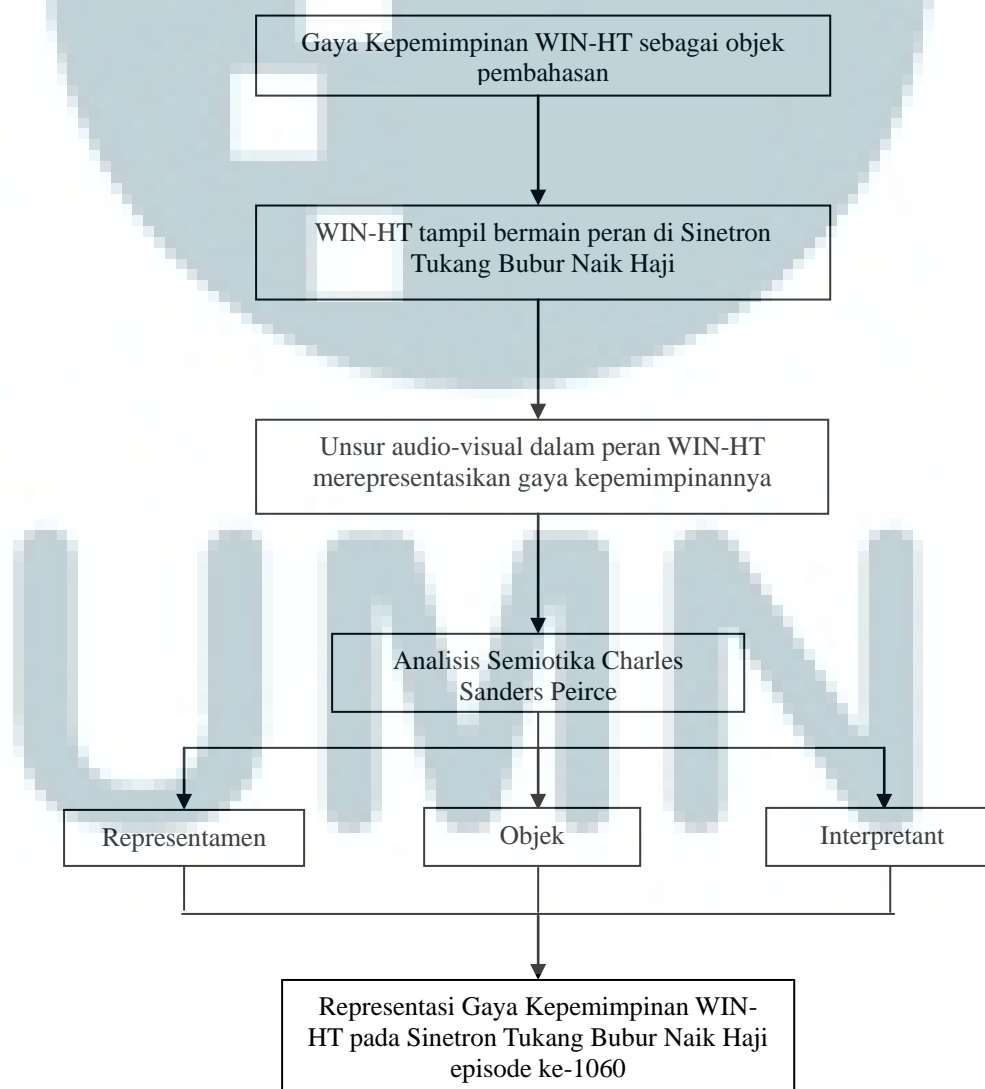 Gaya Kepemimpinan WIN-HT sebagai objek
pembahasan
WIN-HT tampil bermain peran di Sinetron
Tukang Bubur Naik Haji
Unsur audio-visual dalam peran WIN-HT
merepresentasikan gaya kepemimpinannya
UMN
Analisis Semiotika Charles
Sanders Peirce
Representamen
Objek
Interpretant
Representasi Gaya Kepemimpinan WIN-
HT pada Sinetron Tukang Bubur Naik Haji
episode ke-1060